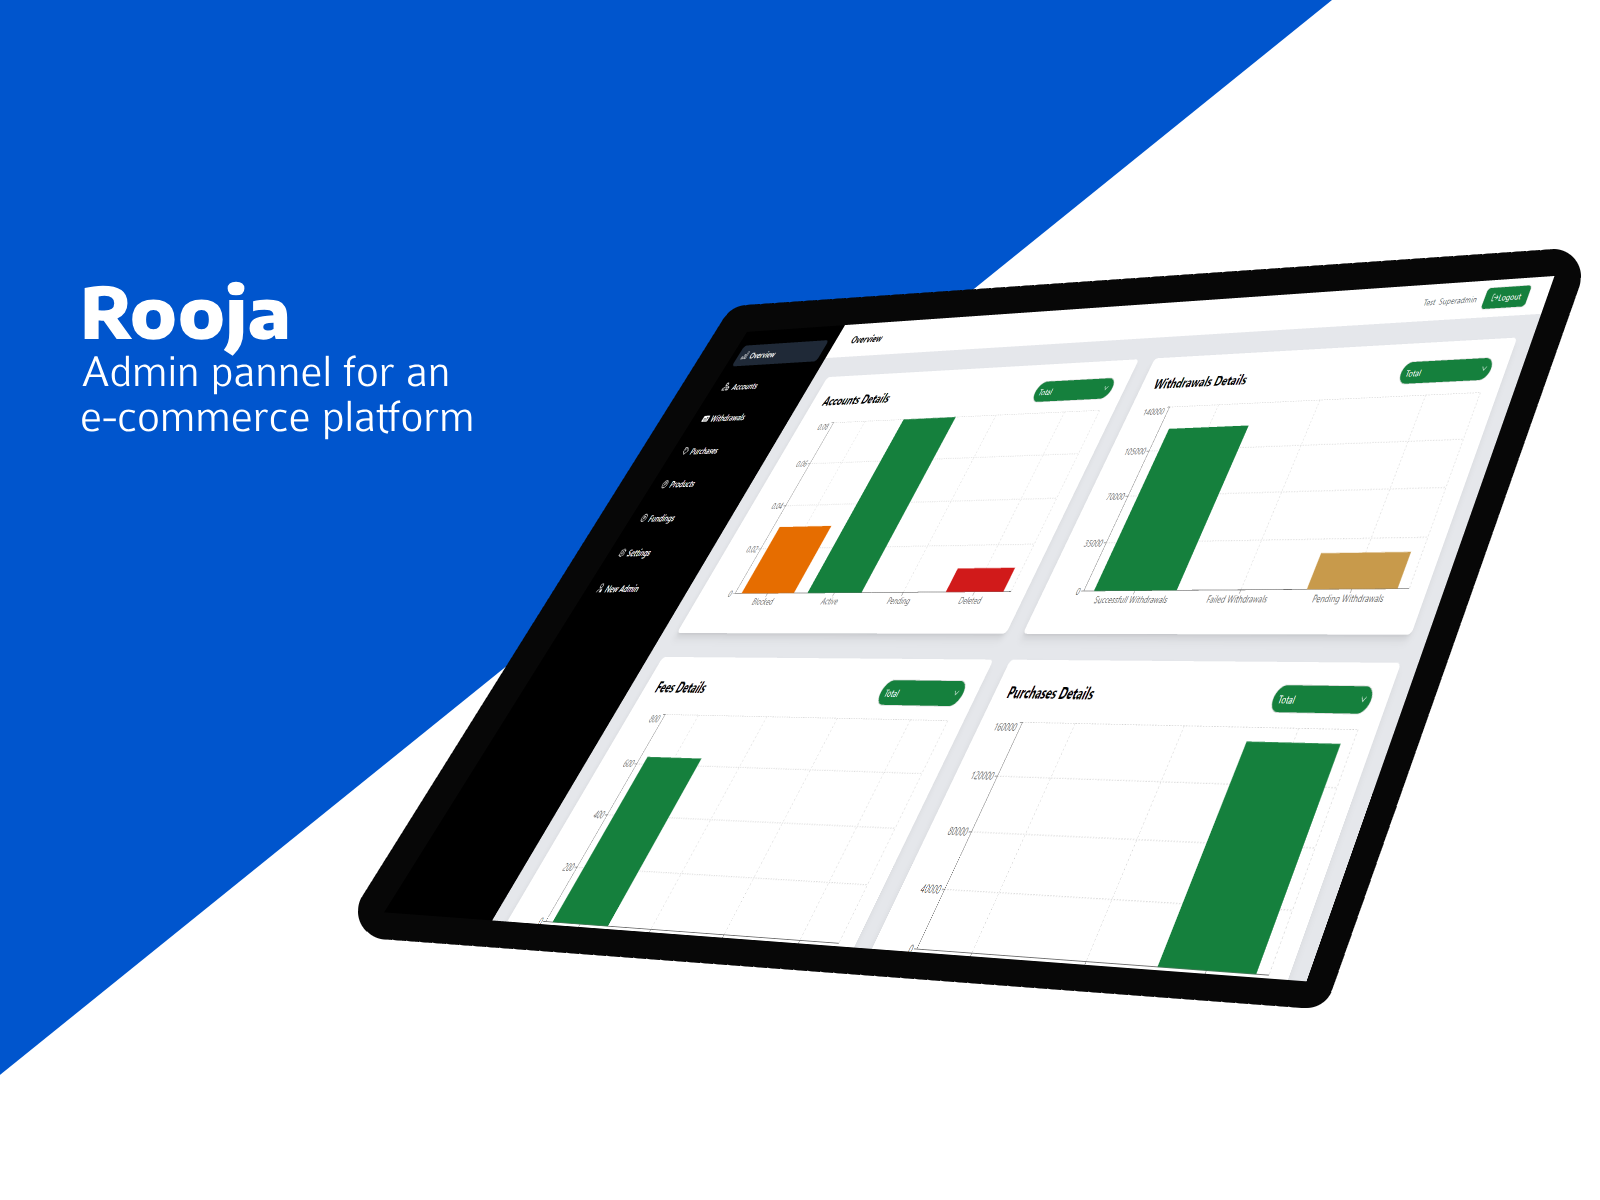 Rooja
Admin pannel for an
e-commerce platform
Overview
Accounts
Withdrawals
Purchases
Products
Fundings
Settings
New Admin
Overview
Test Superadmin
Logout
Accounts Details
Total
0.08
0.06
0.04
0.02
0
Blocked
Active
Pending
Deleted
Withdrawals Details
Total
140000
105000
70000
35000
0
Successfull Withdrawals
Failed Withdrawals
Pending Withdrawals
Fees Details
Total
800
600
400
200
0
Purchases Details
Total
160000
120000
80000
40000
0